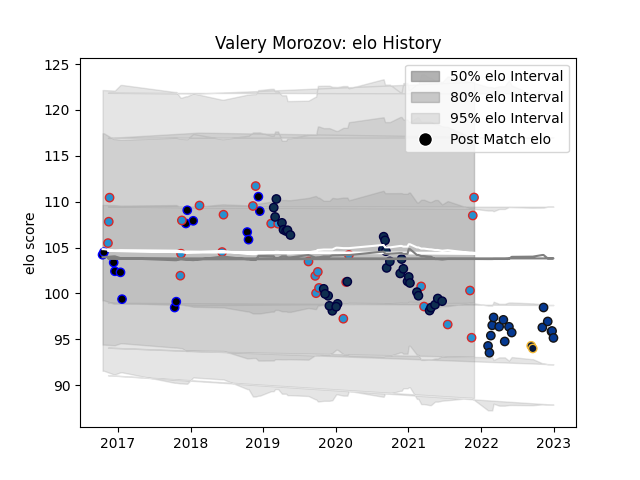 Valery Morozov: elo History
125
120
115
110
105
100
95
90
elo score
50% elo Interval
80% elo Interval
95% elo Interval
Post Match elo
2017 2018 2019 2020 2021 2022 2023